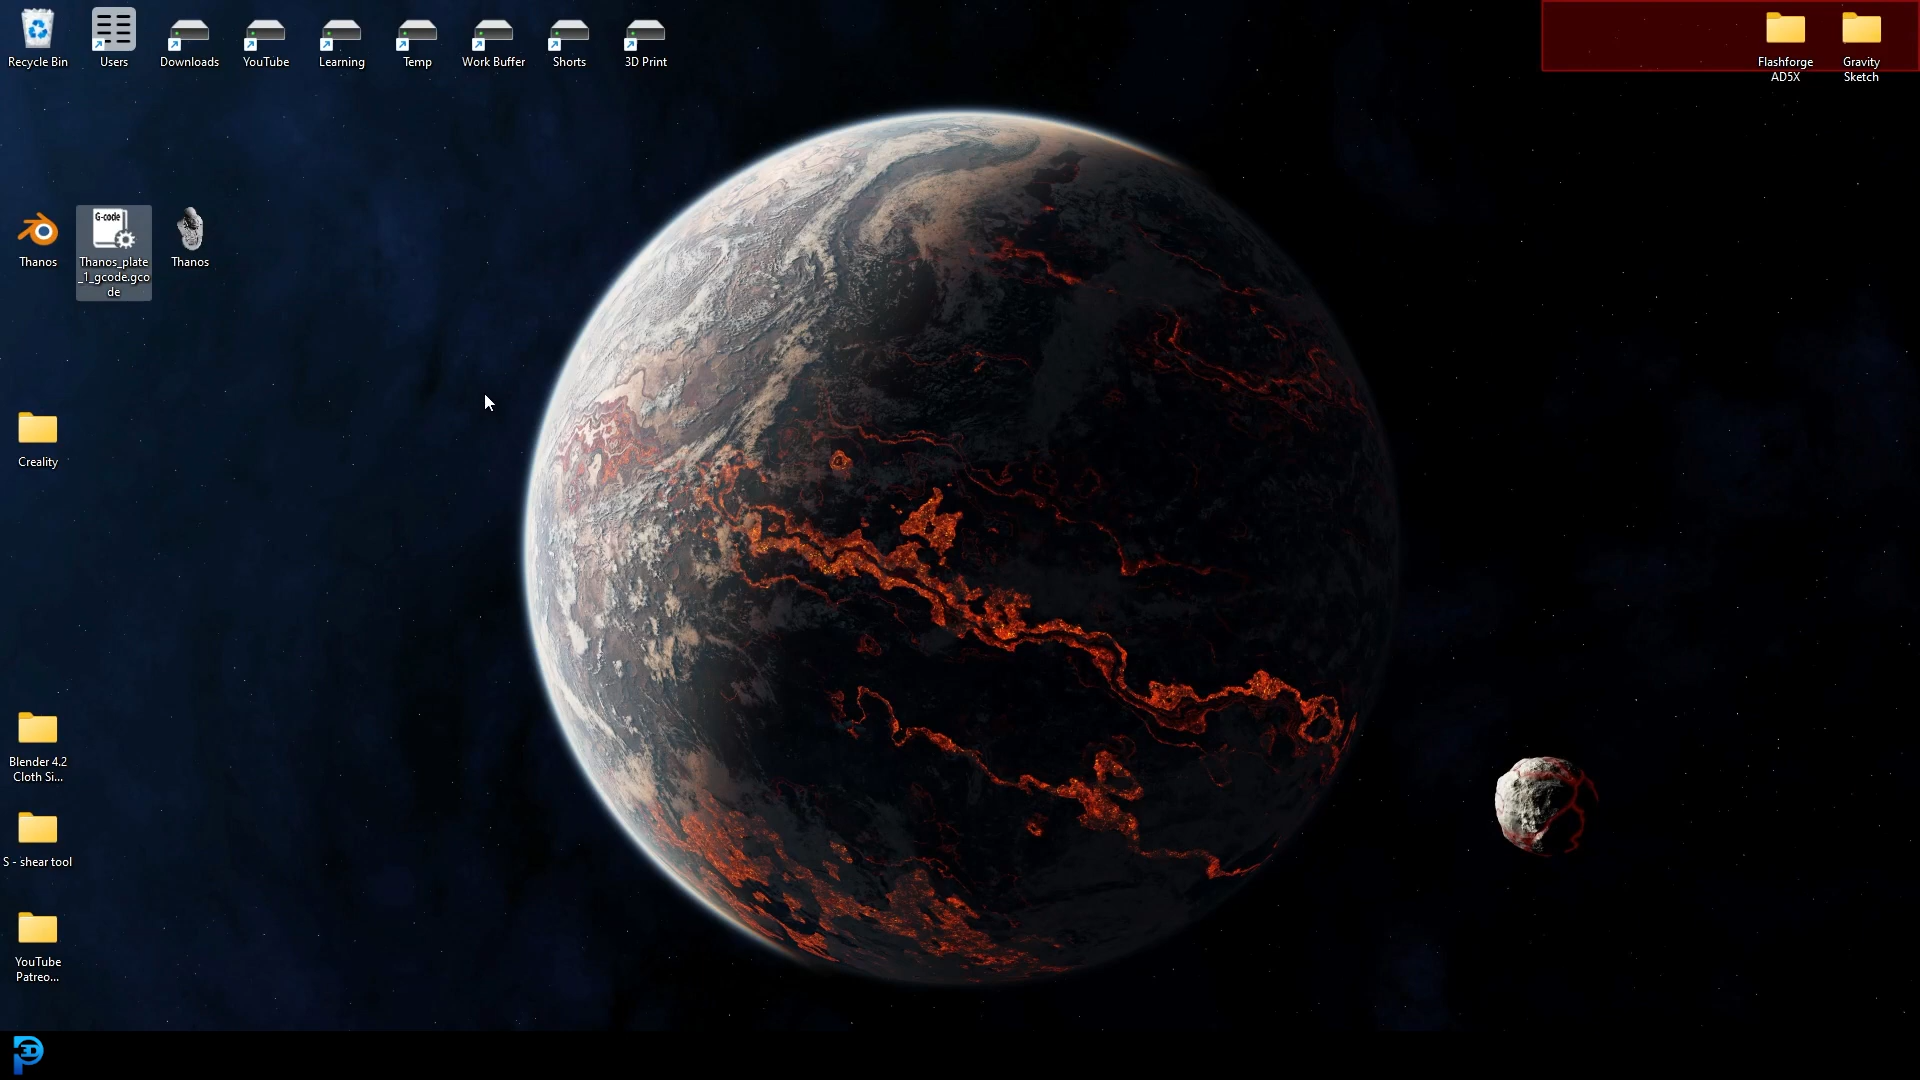 Recycle Bin
Users
Downloads
YouTube
Learning
Temp
Work Buffer
Shorts
3D Print
Flashforge
AD5X
Gravity
Sketch
Thanos
G-code
Thanos_plate
_1_gcode.gco
de
Thanos
Creality
Blender 4.2
Cloth Si...
S - shear tool
YouTube
Patreo...
3D